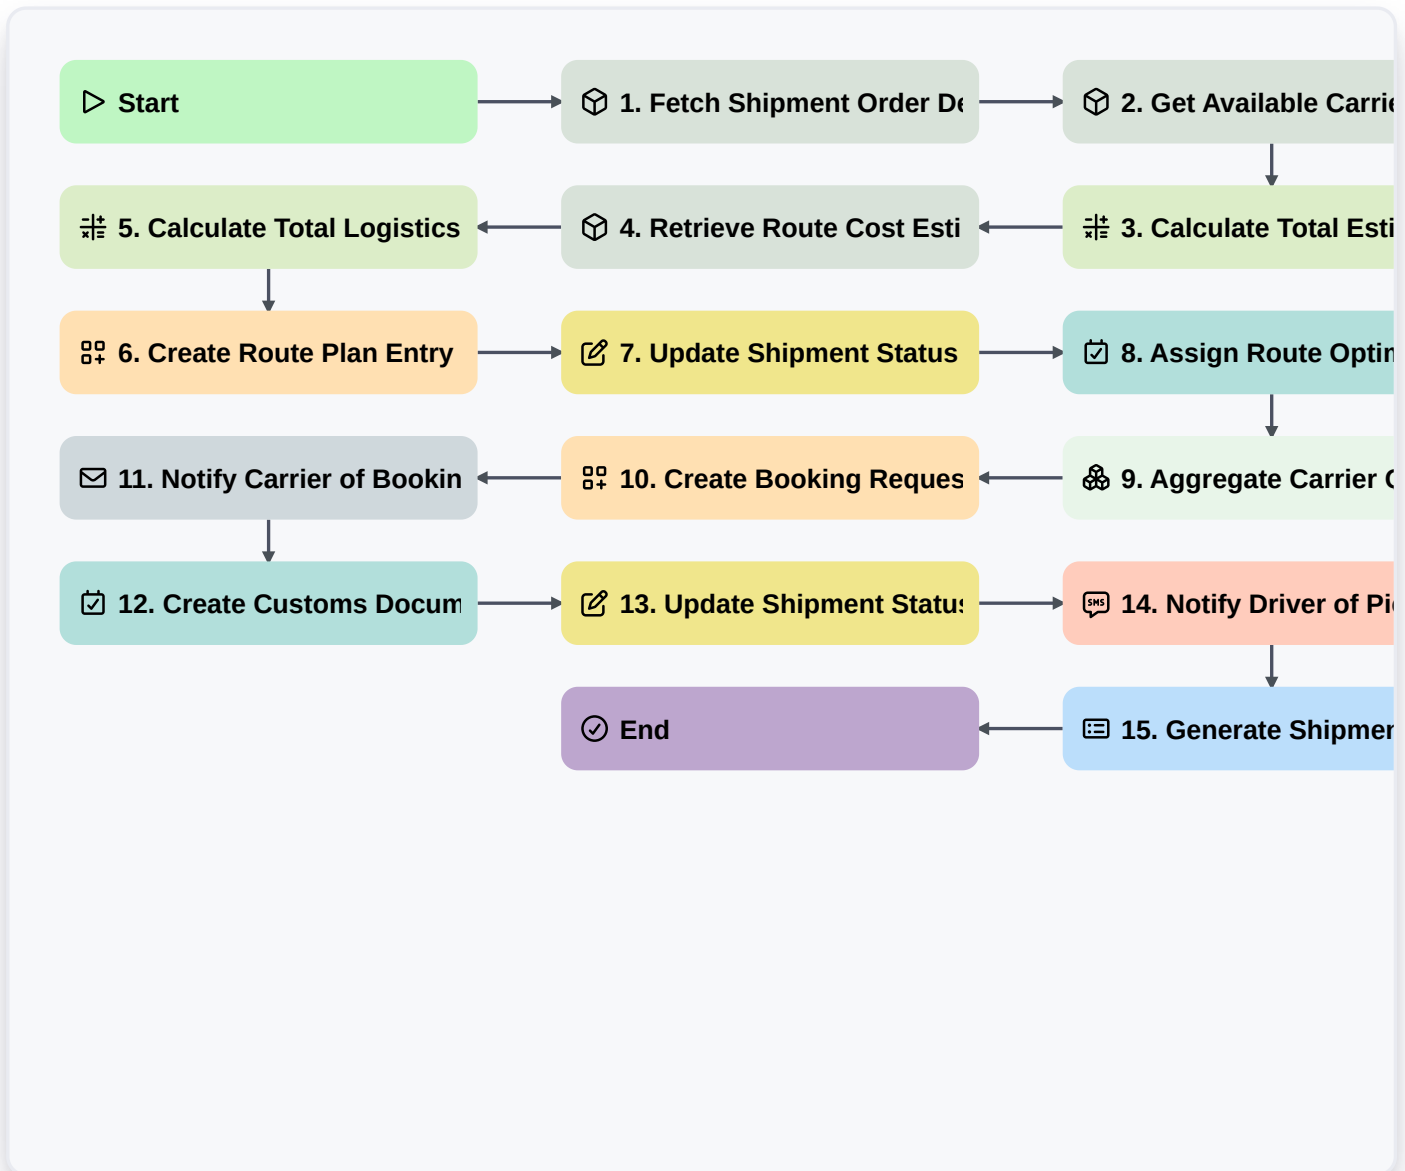 Start
1. Fetch Shipment Order De
2. Get Available Carrie
5. Calculate Total Logistics
4. Retrieve Route Cost Esti
3. Calculate Total Esti
6. Create Route Plan Entry
7. Update Shipment Status
8. Assign Route Optim
11. Notify Carrier of Bookin
10. Create Booking Reques
9. Aggregate Carrier
12. Create Customs Docum
13. Update Shipment Status
14. Notify Driver of Pi
SMS
End
15. Generate Shipmen